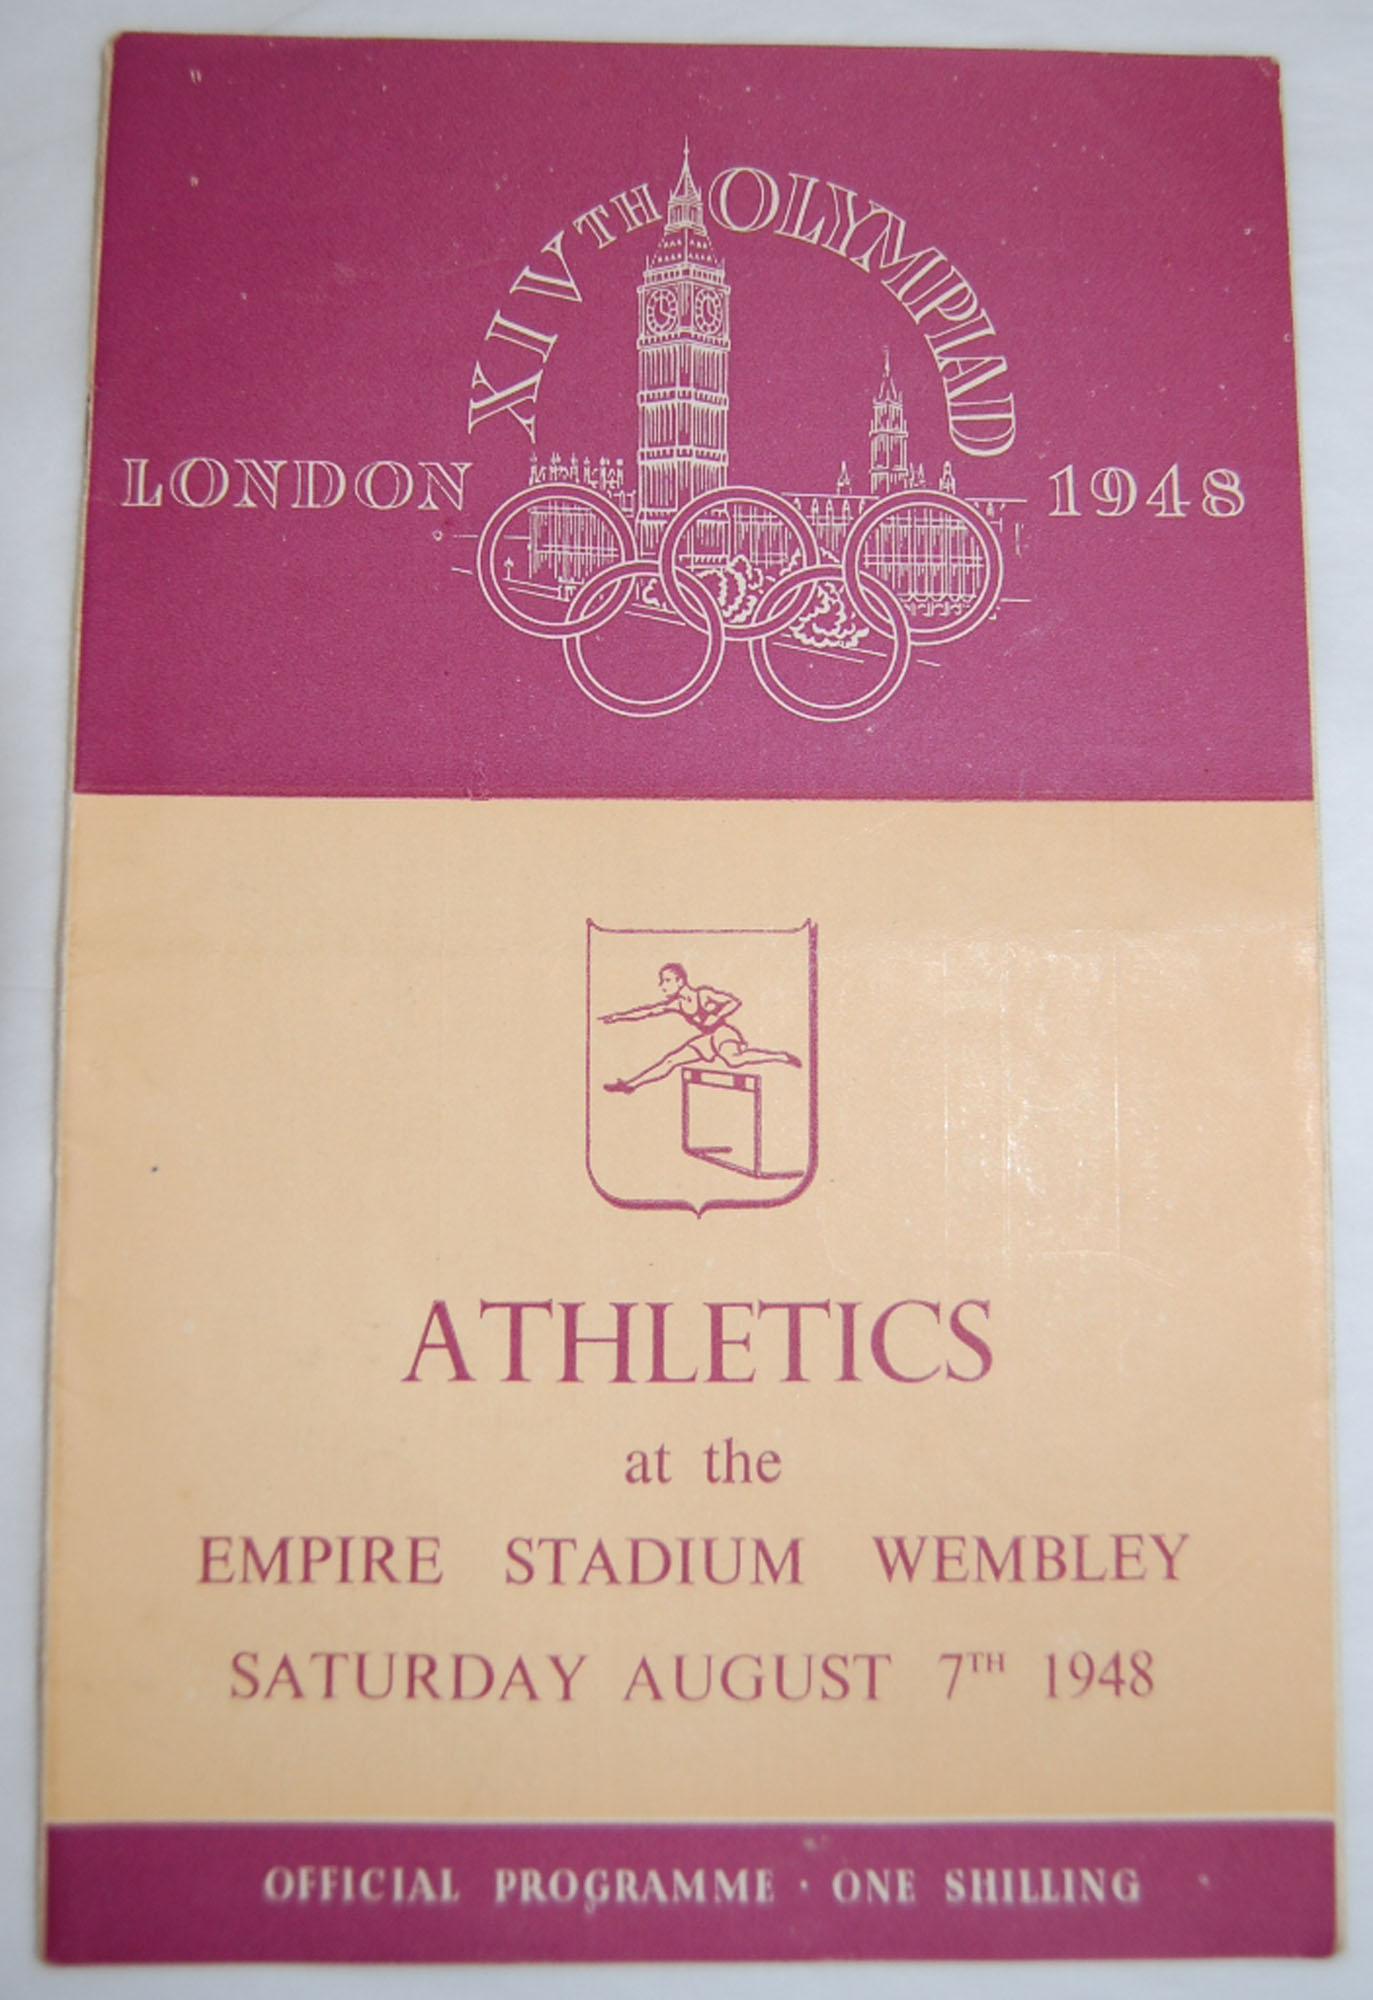 XIVTH OLYMPIAD
LONDON 1948
ATHLETICS
at the
EMPIRE STADIUM WEMBLEY
SATURDAY AUGUST 7TH 1948
OFFICIAL PROGRAMME · ONE SHILLING